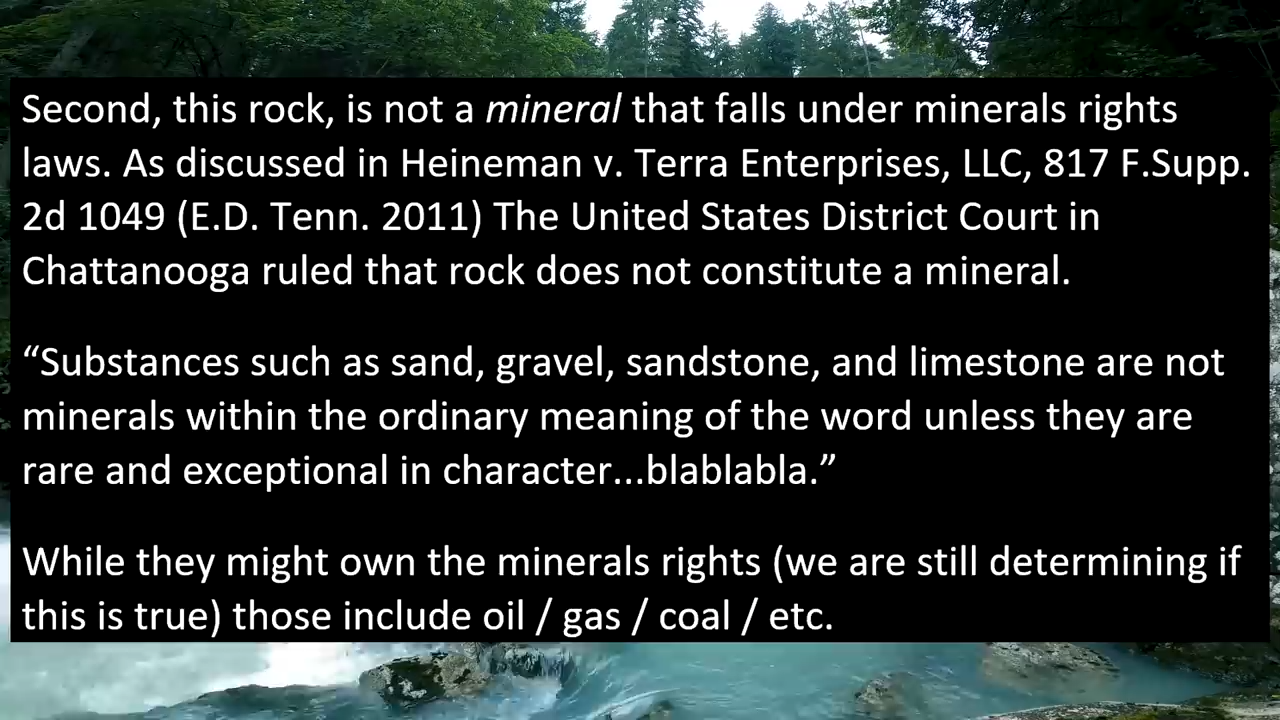 Second, this rock, is not a mineral that falls under minerals rights
laws. As discussed in Heineman v. Terra Enterprises, LLC, 817 F.Supp.
2d 1049 (E.D. Tenn. 2011) The United States District Court in
Chattanooga ruled that rock does not constitute a mineral.
“Substances such as sand, gravel, sandstone, and limestone are not
minerals within the ordinary meaning of the word unless they are
rare and exceptional in character...blablabla.”
While they might own the minerals rights (we are still determining if
this is true) those include oil / gas / coal / etc.